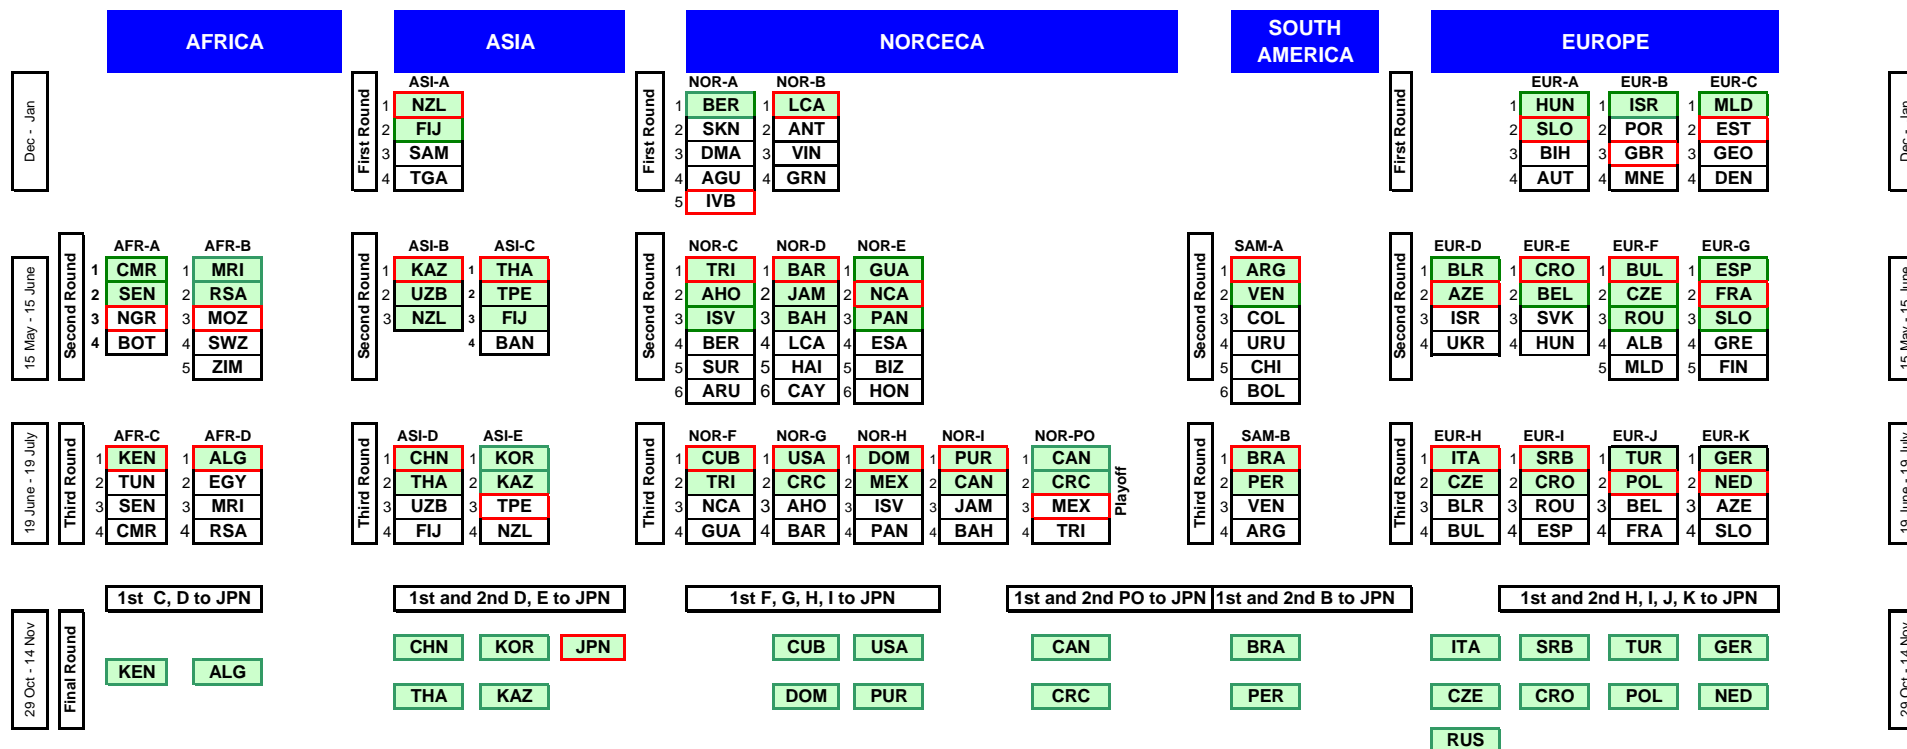 AFRICA ASIA NORCECA SOUTH AMERICA EUROPE
ASI-A NOR-A NOR-B EUR-A EUR-B EUR-C
Dec - Jan First Round First Round First Round Dec - Jan
1 NZL 1 BER 1 LCA 1 HUN 1 ISR 1 MLD
2 FIJ 2 SKN 2 ANT 2 SLO 2 POR 2 EST
3 SAM 3 DMA 3 VIN 3 BIH 3 GBR 3 GEO
4 TGA 4 AGU 4 GRN 4 AUT 4 MNE 4 DEN
5 IVB
AFR-A AFR-B ASI-B ASI-C NOR-C NOR-D NOR-E SAM-A EUR-D EUR-E EUR-F EUR-G
15 May - 15 June Second Round Second Round Second Round Second Round Second Round 15 May - 15 June
1 CMR 1 MRI 1 KAZ 1 THA 1 TRI 1 BAR 1 GUA 1 ARG 1 BLR 1 CRO 1 BUL 1 ESP
2 SEN 2 RSA 2 UZB 2 TPE 2 AHO 2 JAM 2 NCA 2 VEN 2 AZE 2 BEL 2 CZE 2 FRA
3 NGR 3 MOZ 3 NZL 3 FIJ 3 ISV 3 BAH 3 PAN 3 COL 3 ISR 3 SVK 3 ROU 3 SLO
4 BOT 4 SWZ 4 BAN 4 BER 4 LCA 4 ESA 4 URU 4 UKR 4 HUN 4 ALB 4 GRE
5 ZIM 5 SUR 5 HAI 5 BIZ 5 CHI 5 MLD 5 FIN
6 ARU 6 CAY 6 HON 6 BOL
AFR-C AFR-D ASI-D ASI-E NOR-F NOR-G NOR-H NOR-I NOR-PO SAM-B EUR-H EUR-I EUR-J EUR-K
19 June - 19 July Third Round Third Round Third Round Playoff Third Round Third Round 19 June - 19 July
1 KEN 1 ALG 1 CHN 1 KOR 1 CUB 1 USA 1 DOM 1 PUR 1 CAN 1 BRA 1 ITA 1 SRB 1 TUR 1 GER
2 TUN 2 EGY 2 THA 2 KAZ 2 TRI 2 CRC 2 MEX 2 CAN 2 CRC 2 PER 2 CZE 2 CRO 2 POL 2 NED
3 SEN 3 MRI 3 UZB 3 TPE 3 NCA 3 AHO 3 ISV 3 JAM 3 MEX 3 VEN 3 BLR 3 ROU 3 BEL 3 AZE
4 CMR 4 RSA 4 FIJ 4 NZL 4 GUA 4 BAR 4 PAN 4 BAH 4 TRI 4 ARG 4 BUL 4 ESP 4 FRA 4 SLO
1st C, D to JPN 1st and 2nd D, E to JPN 1st F, G, H, I to JPN 1st and 2nd PO to JPN 1st and 2nd B to JPN 1st and 2nd H, I, J, K to JPN
29 Oct - 14 Nov Final Round 29 Oct - 14 Nov
CHN KOR JPN CUB USA CAN BRA ITA SRB TUR GER
KEN ALG
THA KAZ DOM PUR CRC PER CZE CRO POL NED
RUS